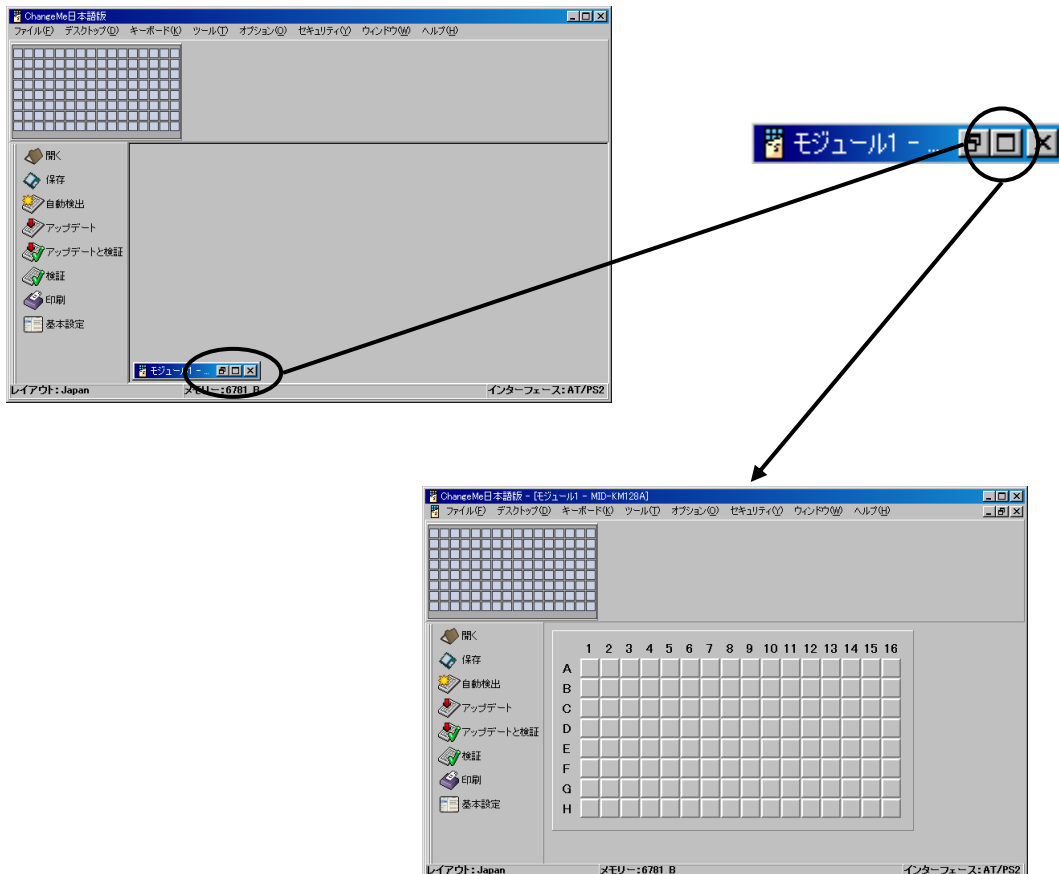 ChangeMe日本語版
ファイル(F) デスクトップ(D) キーボード(K) ツール(T) オプション(O) セキュリティ(Y) ウィンドウ(W) ヘルプ(H)
開く
保存
自動検出
アップデート
アップデートと検証
検証
印刷
基本設定
モジュール1 - ...
レイアウト: Japan メモリー:6781 B インターフェース: AT/PS2
モジュール1 - ...
ChangeMe日本語版 - [モジュール1 - MID-KM128A]
ファイル(F) デスクトップ(D) キーボード(K) ツール(T) オプション(O) セキュリティ(Y) ウィンドウ(W) ヘルプ(H)
開く
保存
自動検出
アップデート
アップデートと検証
検証
印刷
基本設定
1 2 3 4 5 6 7 8 9 10 11 12 13 14 15 16
A
B
C
D
E
F
G
H
レイアウト: Japan メモリー:6781 B インターフェース: AT/PS2